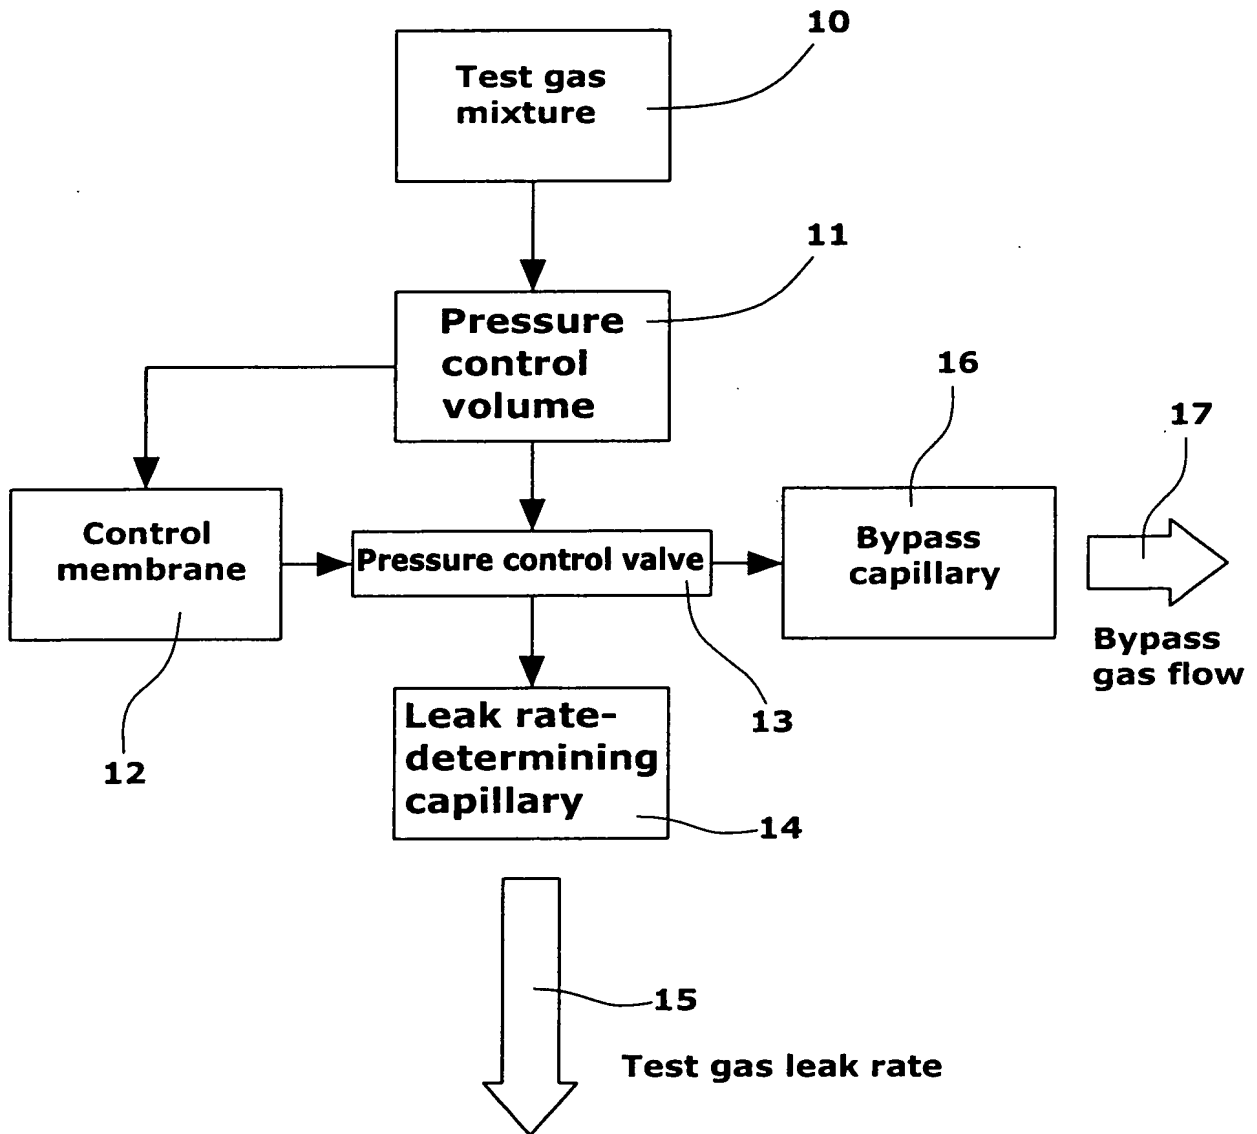 10
Test gas
mixture
11
Pressure
control
volume
16
17
Control
membrane
Pressure control valve
Bypass
capillary
Bypass
gas flow
12
Leak rate-
determining
capillary
13
14
15
Test gas leak rate